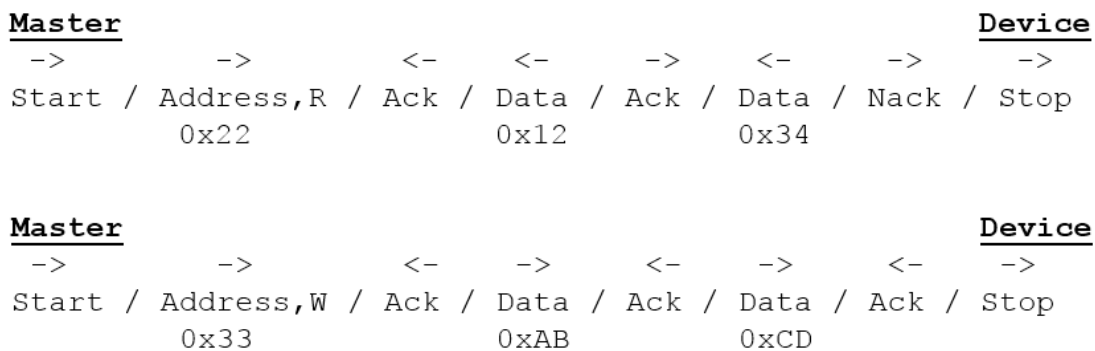 Master Device
-> -> <- <- -> <- -> ->
Start / Address,R / Ack / Data / Ack / Data / Nack / Stop
0x22 0x12 0x34
Master Device
-> -> <- -> <- -> <- ->
Start / Address,W / Ack / Data / Ack / Data / Ack / Stop
0x33 0xAB 0xCD